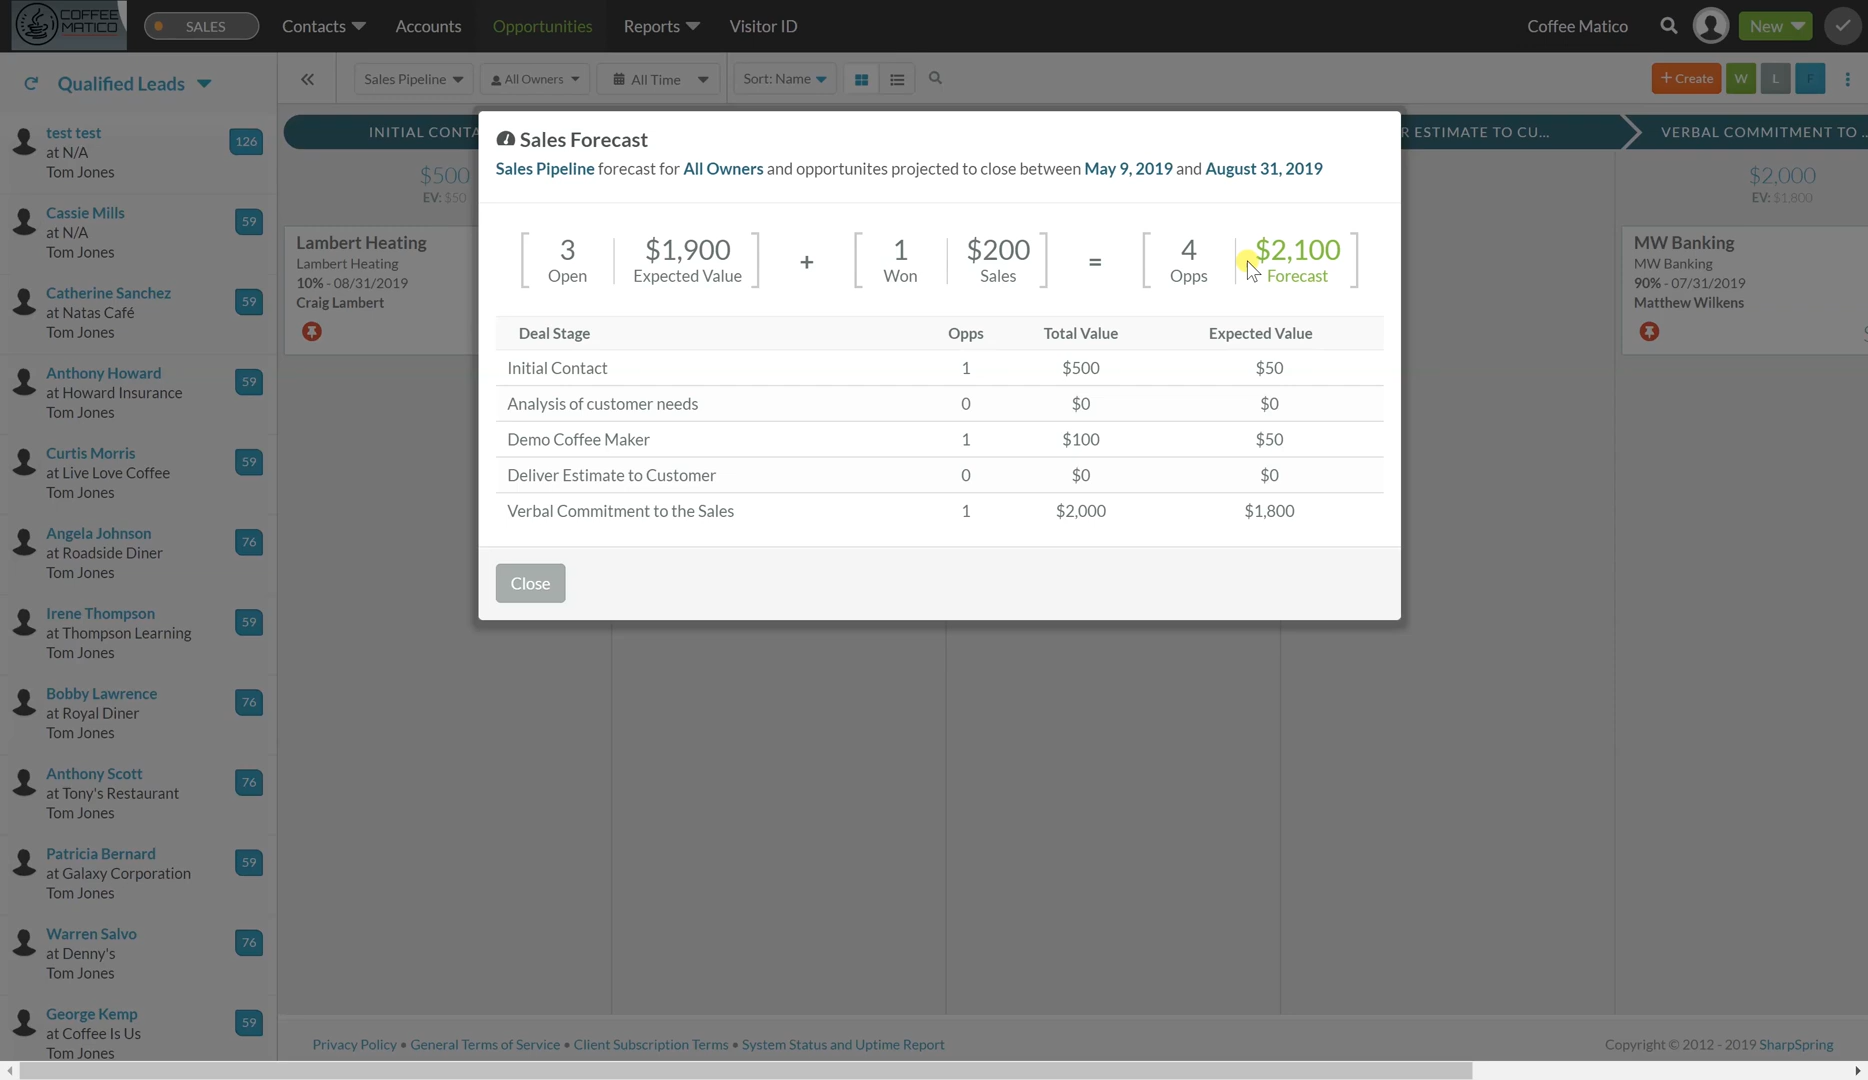 COFFEE
MATICO
SALES
Contacts
Accounts
Opportunities
Reports
Visitor ID
Coffee Matico
New
Qualified Leads
Sales Pipeline
All Owners
All Time
Sort: Name
+ Create
W
L
F
test test
at N/A
Tom Jones
126
Cassie Mills
at N/A
Tom Jones
59
Catherine Sanchez
at Natas Café
Tom Jones
59
Anthony Howard
at Howard Insurance
Tom Jones
59
Curtis Morris
at Live Love Coffee
Tom Jones
59
Angela Johnson
at Roadside Diner
Tom Jones
76
Irene Thompson
at Thompson Learning
Tom Jones
59
Bobby Lawrence
at Royal Diner
Tom Jones
76
Anthony Scott
at Tony's Restaurant
Tom Jones
76
Patricia Bernard
at Galaxy Corporation
Tom Jones
59
Warren Salvo
at Denny's
Tom Jones
76
George Kemp
at Coffee Is Us
Tom Jones
59
INITIAL CONTA
$500
EV: $50
Lambert Heating
Lambert Heating
10% - 08/31/2019
Craig Lambert
Sales Forecast
Sales Pipeline forecast for All Owners and opportunites projected to close between May 9, 2019 and August 31, 2019
3 $1,900 + 1 $200 = 4 $2,100
Open Expected Value Won Sales Opps Forecast
Deal Stage Opps Total Value Expected Value
Initial Contact 1 $500 $50
Analysis of customer needs 0 $0 $0
Demo Coffee Maker 1 $100 $50
Deliver Estimate to Customer 0 $0 $0
Verbal Commitment to the Sales 1 $2,000 $1,800
Close
R ESTIMATE TO CU...
VERBAL COMMITMENT TO ...
$2,000
EV: $1,800
MW Banking
MW Banking
90% - 07/31/2019
Matthew Wilkens
Privacy Policy • General Terms of Service • Client Subscription Terms • System Status and Uptime Report
Copyright © 2012 - 2019 SharpSpring